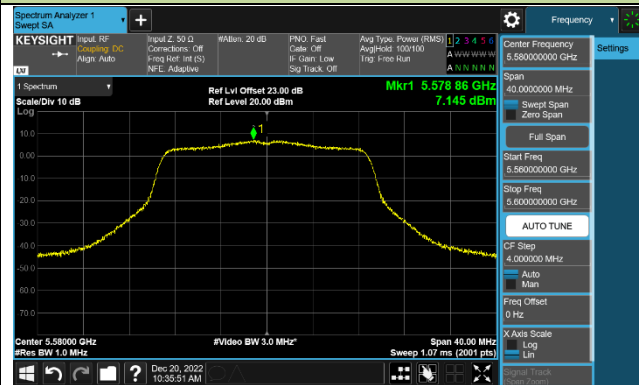 Spectrum Analyzer 1
Swept SA
+
Frequency
KEYSIGHT
Input: RF
Coupling: DC
Align: Auto
Input Z: 50 Ω
Corrections: Off
Freq Ref: Int (S)
NFE: Adaptive
#Atten: 20 dB
PNO: Fast
Gate: Off
IF Gain: Low
Sig Track: Off
Avg Type: Power (RMS)
Avg|Hold: 100/100
Trig: Free Run
1 2 3 4 5 6
A W W W W W
A N N N N N
LXI
1 Spectrum
Scale/Div 10 dB
Log
Ref Lvl Offset 23.00 dB
Ref Level 20.00 dBm
Mkr1 5.578 86 GHz
7.145 dBm
1
10.0
0.00
-10.0
-20.0
-30.0
-40.0
-50.0
-60.0
-70.0
Center 5.58000 GHz
#Res BW 1.0 MHz
#Video BW 3.0 MHz*
Span 40.00 MHz
Sweep 1.07 ms (2001 pts)
Center Frequency
5.580000000 GHz
Span
40.0000000 MHz
Swept Span
Zero Span
Full Span
Start Freq
5.560000000 GHz
Stop Freq
5.600000000 GHz
AUTO TUNE
CF Step
4.000000 MHz
Auto
Man
Freq Offset
0 Hz
X Axis Scale
Log
Lin
Signal Track
(Span Zoom)
Settings
?
Dec 20, 2022
10:35:51 AM